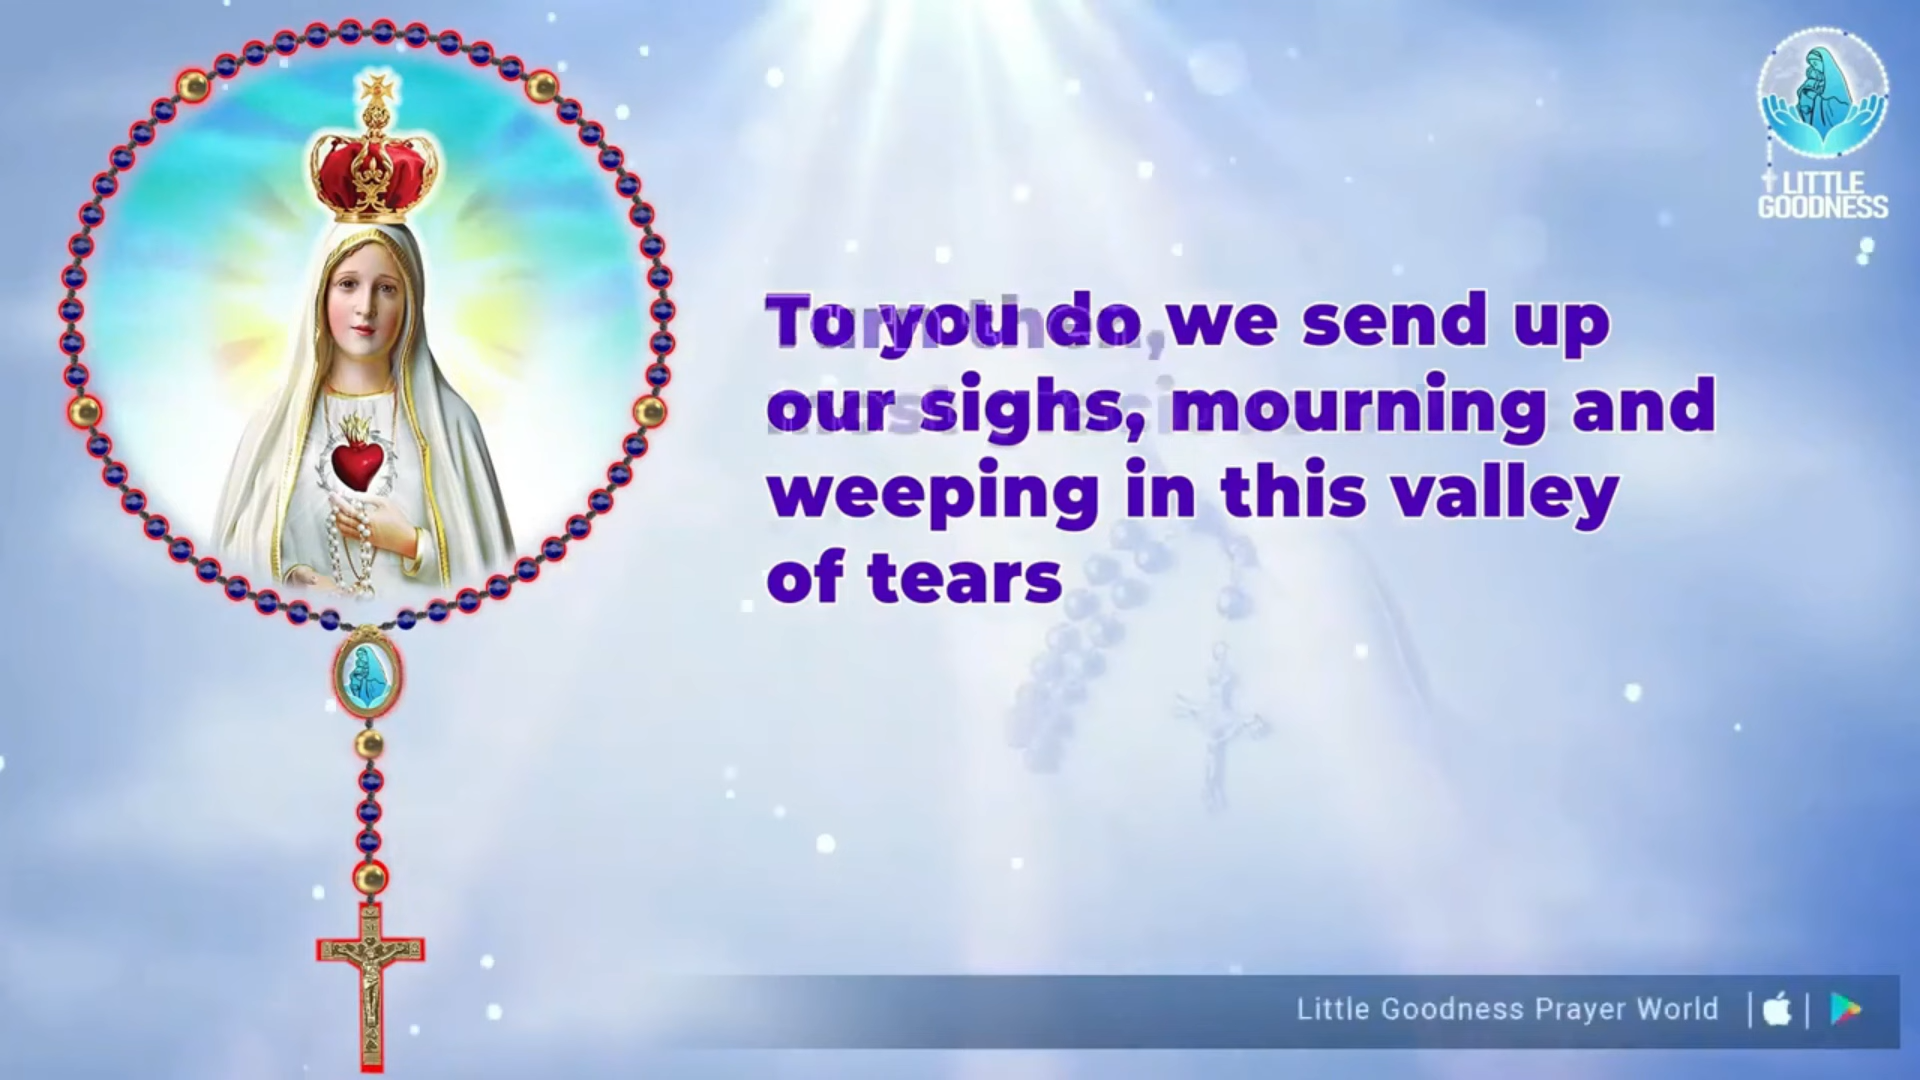 LITTLE
GOODNESS
To you do we send up
our sighs, mourning and
weeping in this valley
of tears
Little Goodness Prayer World